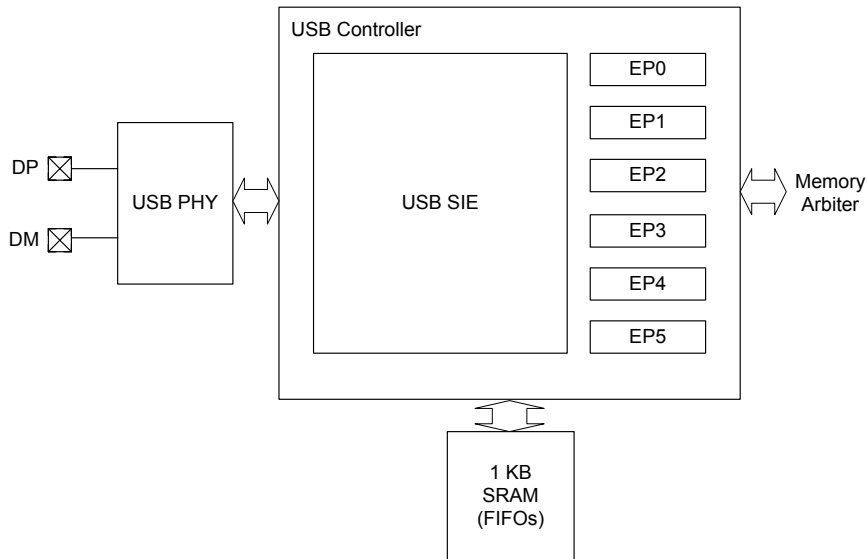 USB Controller
EP0
EP1
DP
USB PHY
USB SIE
EP2
Memory
Arbiter
DM
EP3
EP4
EP5
1 KB
SRAM
(FIFOs)